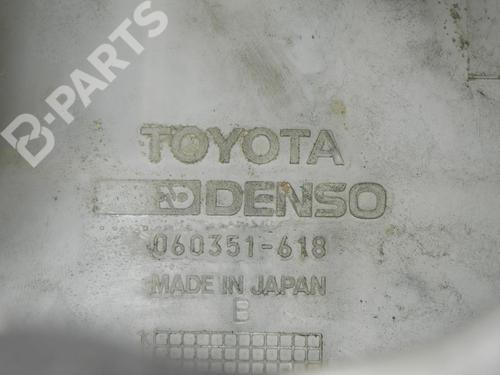 B-PARTS
TOYOTA
DENSO
060351-618
MADE IN JAPAN
B